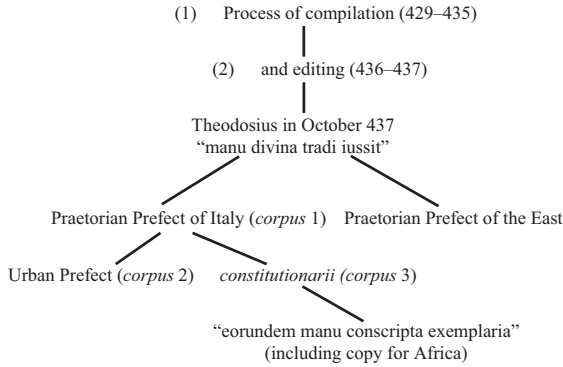 (1) Process of compilation (429–435)
(2) and editing (436–437)
Theodosius in October 437
“manu divina tradi iussit”
Praetorian Prefect of Italy (corpus 1) Praetorian Prefect of the East
Urban Prefect (corpus 2) constitutionarii (corpus 3)
“eorundem manu conscripta exemplaria”
(including copy for Africa)